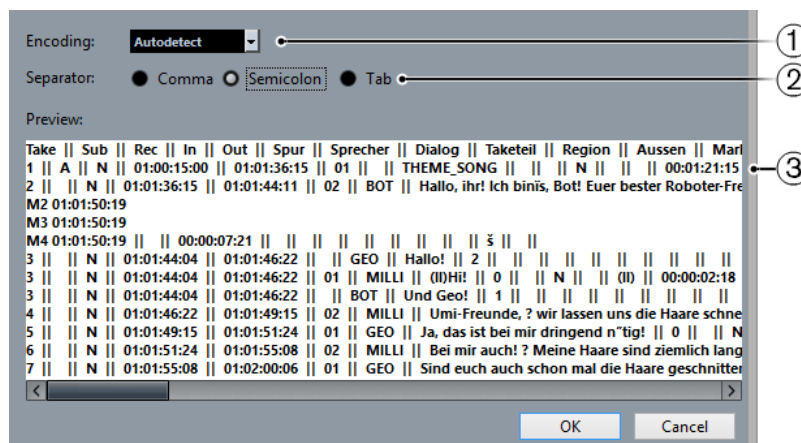 Encoding: Autodetect 1
Separator: Comma Semicolon Tab 2
Preview:
Take || Sub || Rec || In || Out || Spur || Sprecher || Dialog || Taketeil || Region || Aussen || Marl
1 || A || N || 01:00:15:00 || 01:01:36:15 || 01 || || THEME_SONG || || || N || || || 00:01:21:15
2 || || N || 01:01:36:15 || 01:01:44:11 || 02 || BOT || Hallo, ihr! Ich binïs, Bot! Euer bester Roboter-Fre
3
M2 01:01:50:19
M3 01:01:50:19
M4 01:01:50:19 || || 00:00:07:21 || || || || || || || || š || ||
3 || || N || 01:01:44:04 || 01:01:46:22 || || GEO || Hallo! || 2 || || || || || || || || ||
3 || || N || 01:01:44:04 || 01:01:46:22 || 01 || MILLI || (II)Hi! || 0 || || N || || (II) || 00:00:02:18
3 || || N || 01:01:44:04 || 01:01:46:22 || || BOT || Und Geo! || 1 || || || || || || || ||
4 || || N || 01:01:46:22 || 01:01:49:15 || 02 || MILLI || Umi-Freunde, ? wir lassen uns die Haare schne
5 || || N || 01:01:49:15 || 01:01:51:24 || 01 || GEO || Ja, das ist bei mir dringend n”tig! || 0 || || N
6 || || N || 01:01:51:24 || 01:01:55:08 || 02 || MILLI || Bei mir auch! ? Meine Haare sind ziemlich lang
7 || || N || 01:01:55:08 || 01:02:00:06 || 01 || GEO || Sind euch auch schon mal die Haare geschnitten
OK Cancel